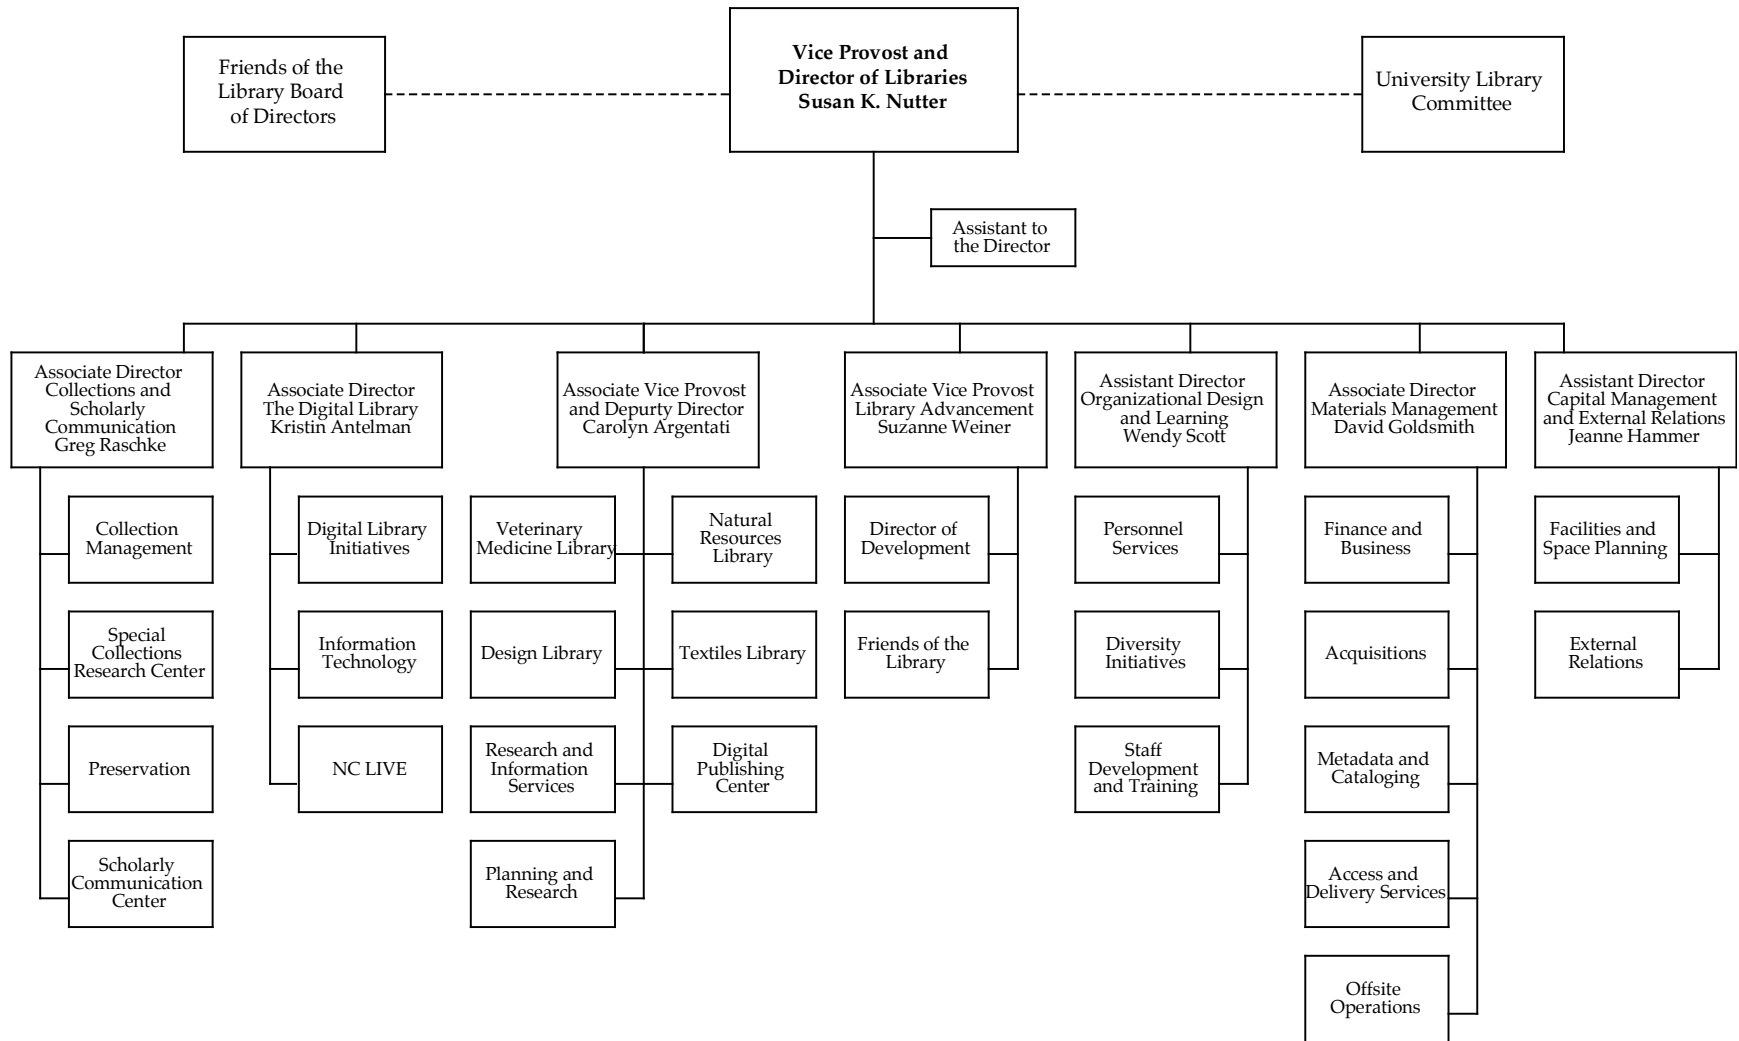 Friends of the
Library Board
of Directors
Vice Provost and
Director of Libraries
Susan K. Nutter
University Library
Committee
Assistant to
the Director
Associate Director
Collections and
Scholarly
Communication
Greg Raschke
Associate Director
The Digital Library
Kristin Antelman
Associate Vice Provost
and Depurty Director
Carolyn Argentati
Associate Vice Provost
Library Advancement
Suzanne Weiner
Assistant Director
Organizational Design
and Learning
Wendy Scott
Associate Director
Materials Management
David Goldsmith
Assistant Director
Capital Management
and External Relations
Jeanne Hammer
Collection
Management
Digital Library
Initiatives
Veterinary
Medicine Library
Natural
Resources
Library
Director of
Development
Personnel
Services
Finance and
Business
Facilities and
Space Planning
Special
Collections
Research Center
Information
Technology
Design Library
Textiles Library
Friends of the
Library
Diversity
Initiatives
Acquisitions
External
Relations
Preservation
NC LIVE
Research and
Information
Services
Digital
Publishing
Center
Staff
Development
and Training
Metadata and
Cataloging
Scholarly
Communication
Center
Planning and
Research
Access and
Delivery Services
Offsite
Operations